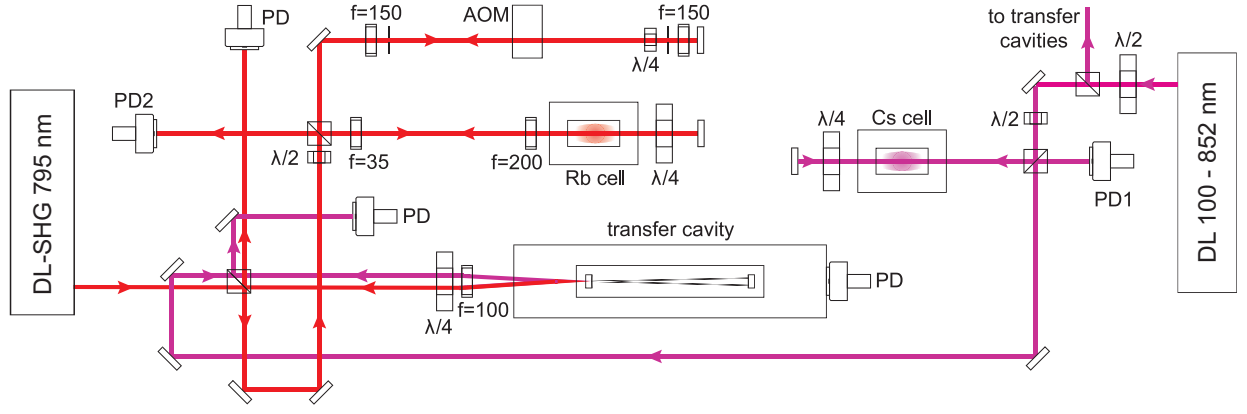 PD
f=150
AOM
f=150
λ/4
to transfer
cavities
λ/2
PD2
λ/2
f=35
f=200
Rb cell
λ/4
λ/4
Cs cell
λ/2
PD1
DL-SHG 795 nm
DL 100 - 852 nm
PD
transfer cavity
λ/4
f=100
PD